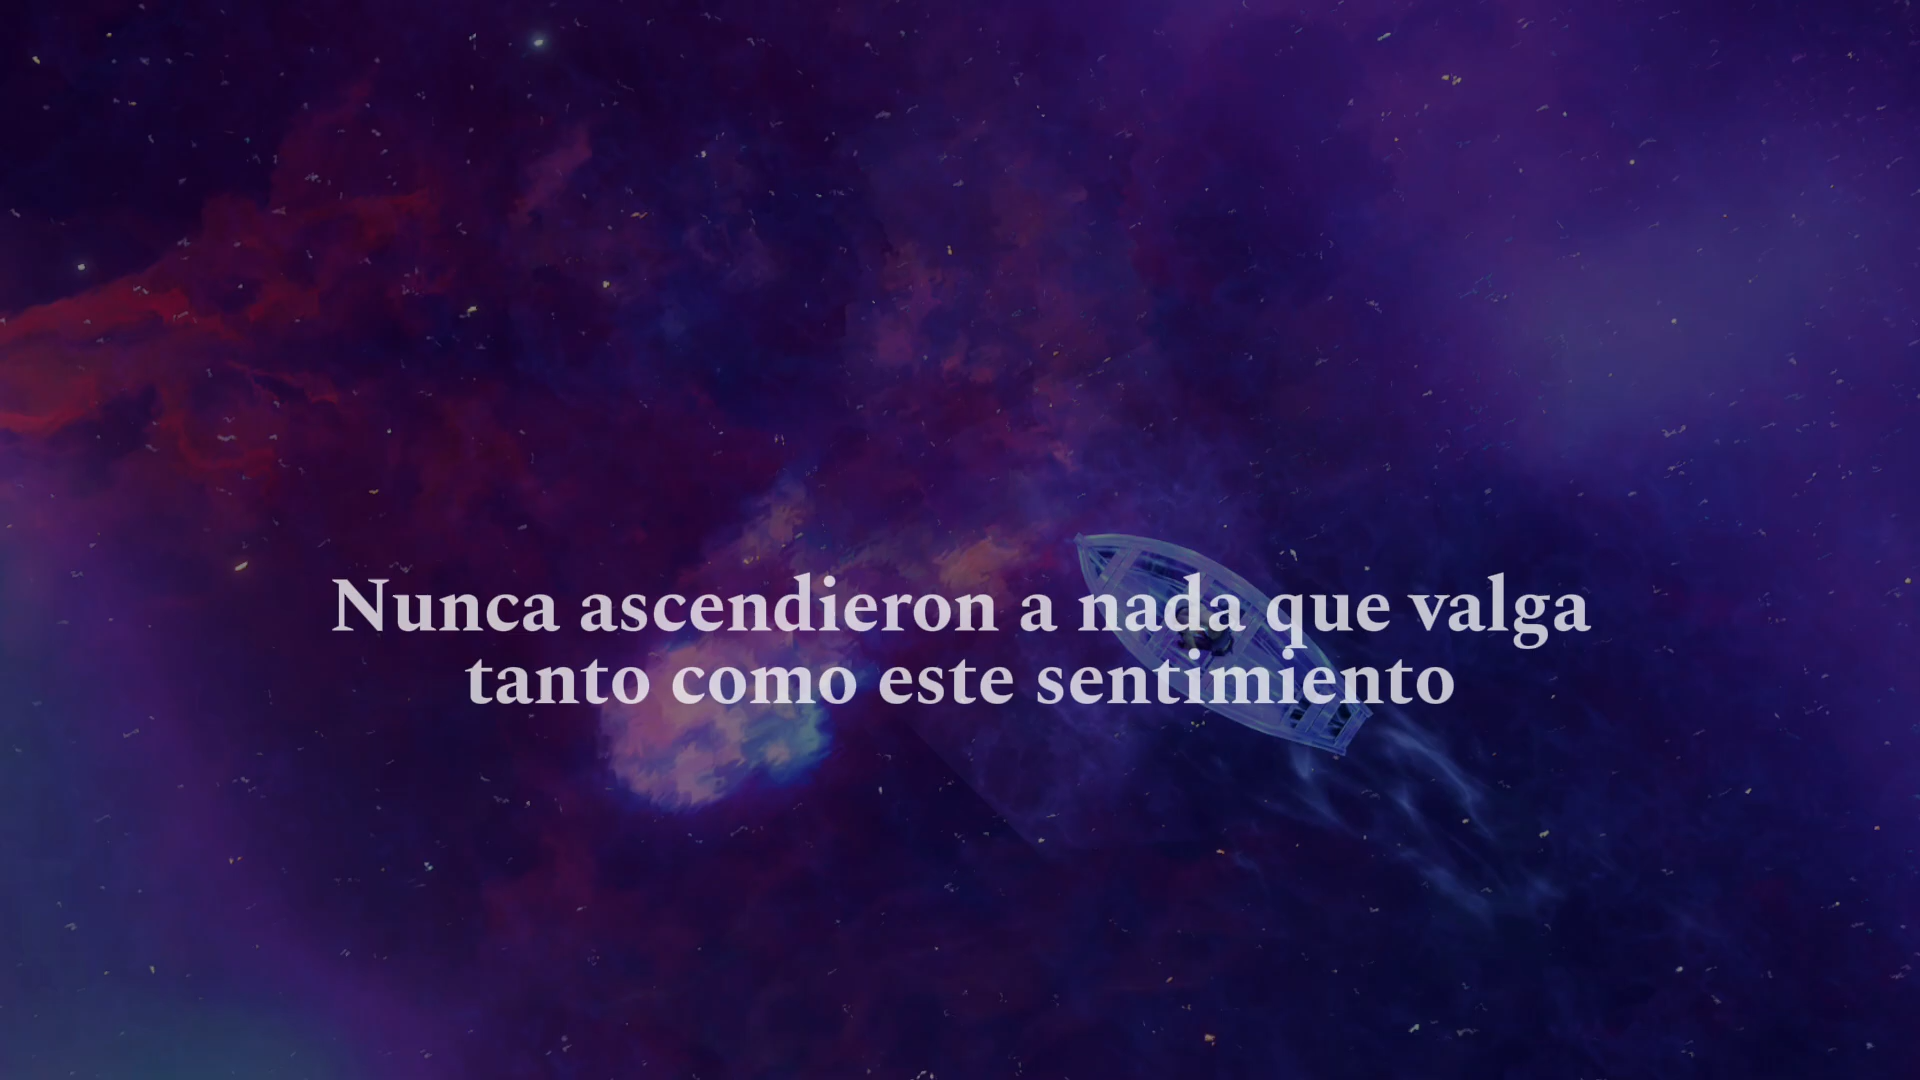 Nunca ascendieron a nada que valga
tanto como este sentimiento